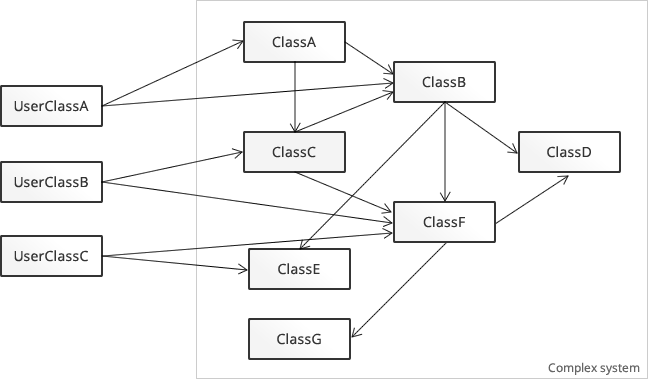 ClassA
ClassB
UserClassA
ClassC
ClassD
UserClassB
ClassF
UserClassC
ClassE
ClassG
Complex system